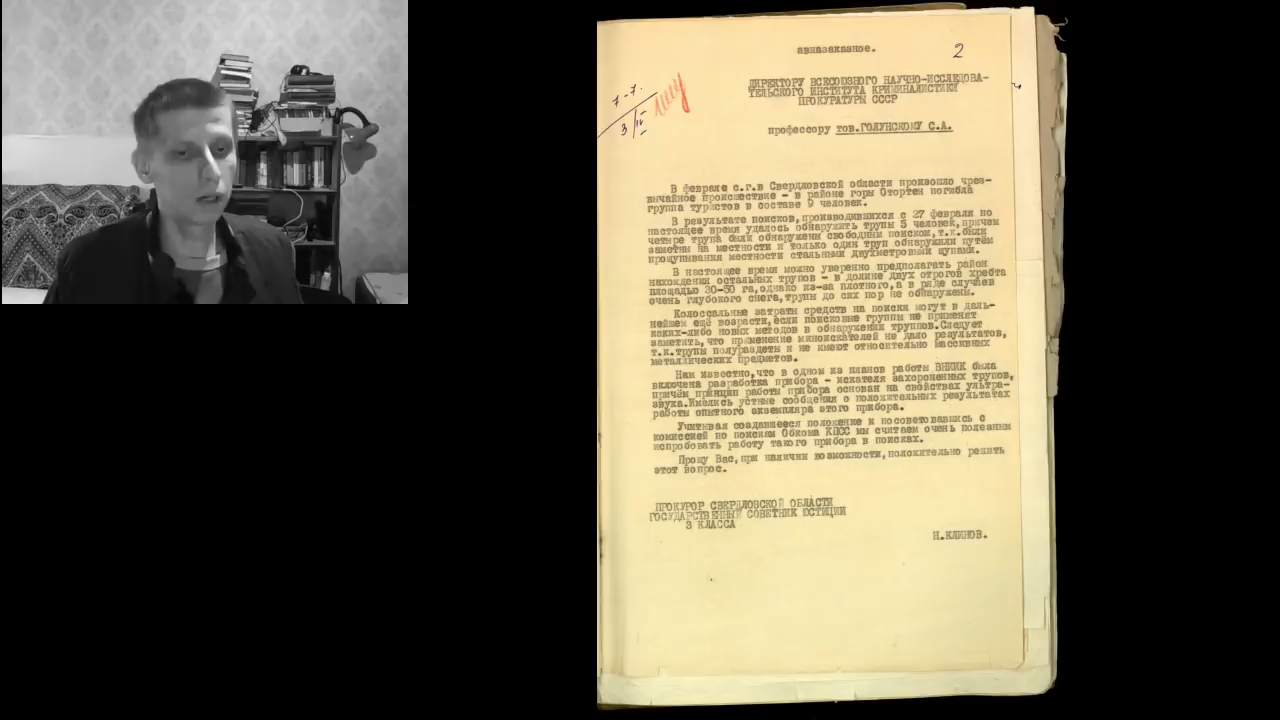 авиазаказное.
2
7-7.
3/IV
ДИРЕКТОРУ ВСЕСОЮЗНОГО НАУЧНО-ИССЛЕДОВА-
ТЕЛЬСКОГО ИНСТИТУТА КРИМИНАЛИСТИКИ
ПРОКУРАТУРЫ СССР
профессору тов.ГОЛУНСКОМУ С.А.
В феврале с.г.в Свердловской области произошло чрез-
вычайное происшествие - в районе горы Отортен погибла
группа туристов в составе 9 человек.
В результате поисков,производившихся с 27 февраля по
настоящее время удалось обнаружить трупы 5 человек,причем
четыре трупа были обнаружены свободным поиском,т.к.были
заметны на местности и только один труп обнаружили путём
прощупывания местности стальными двухметровыми щупами.
В настоящее время можно уверенно предполагать район
нахождения остальных трупов - в долине двух отрогов хребта
площадью 30-50 га,однако из-за плотного,а в ряде случаев
очень глубокого снега,трупы до сих пор не обнаружены.
Колоссальные затраты средств на поиски могут в даль-
нейшем ещё возрасти,если поисковые группы не применят
каких-либо новых методов в обнаружении труппов.Следует
заметить,что применение миноискателей не дало результатов,
т.к.трупы полураздеты и не имеют относительно массивных
металлических предметов.
Нам известно,что в одном из планов работы ВНИИК была
включена разработка прибора - искателя захороненных трупов,
причём принцип работы прибора основан на свойствах ультра-
звука.Имелись устные сообщения о положительных результатах
работы опытного экземпляра этого прибора.
Учитывая создавшееся положение и посоветовавшись с
комиссией по поискам Обкома КПСС мы считаем очень полезным
испробовать работу такого прибора в поисках.
Прошу Вас,при наличии возможности,положительно решить
этот вопрос.
ПРОКУРОР СВЕРДЛОВСКОЙ ОБЛАСТИ
ГОСУДАРСТВЕННЫЙ СОВЕТНИК ЮСТИЦИИ
3 КЛАССА
Н.КЛИНОВ.